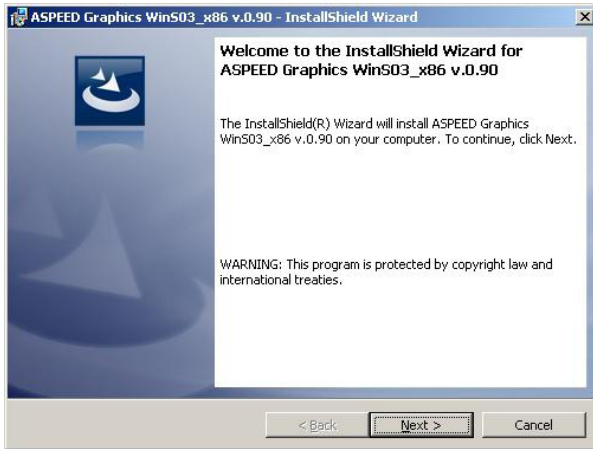 ASPEED Graphics WinS03_x86 v.0.90 - InstallShield Wizard
Welcome to the InstallShield Wizard for
ASPEED Graphics WinS03_x86 v.0.90
The InstallShield(R) Wizard will install ASPEED Graphics
WinS03_x86 v.0.90 on your computer. To continue, click Next.
WARNING: This program is protected by copyright law and
international treaties.
< Back
Next >
Cancel